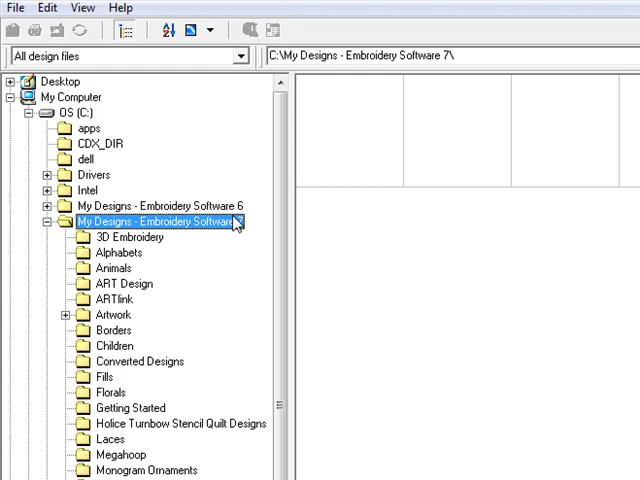 File Edit View Help
All design files C:\My Designs - Embroidery Software 7\
Desktop
My Computer
OS (C:)
apps
CDX_DIR
dell
Drivers
Intel
My Designs - Embroidery Software 6
My Designs - Embroidery Software 7
3D Embroidery
Alphabets
Animals
ART Design
ARTlink
Artwork
Borders
Children
Converted Designs
Fills
Florals
Getting Started
Holice Turnbow Stencil Quilt Designs
Laces
Megahoop
Monogram Ornaments